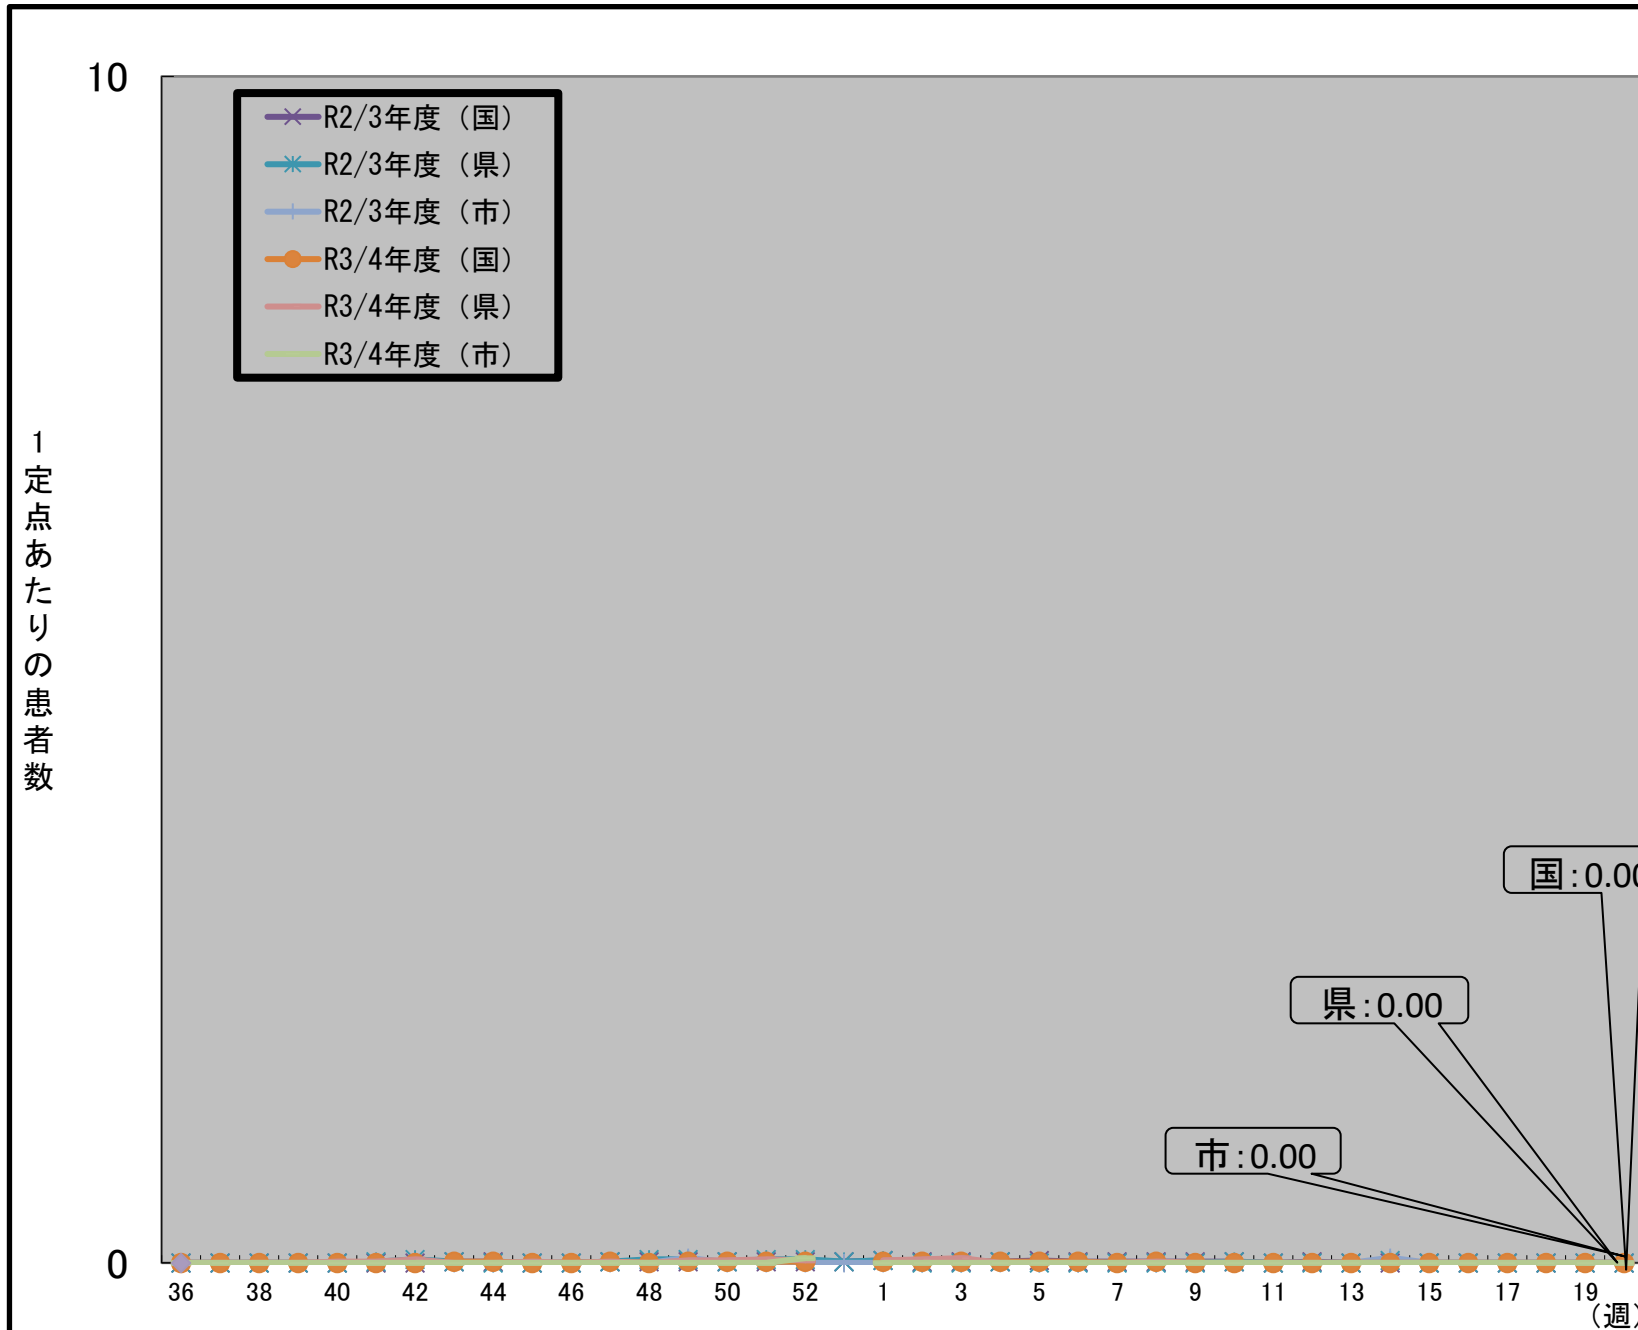 10
R2/3年度（国）
R2/3年度（県）
R2/3年度（市）
R3/4年度（国）
R3/4年度（県）
R3/4年度（市）
1定点あたりの患者数
国:0.00
県:0.00
市:0.00
0
36 38 40 42 44 46 48 50 52 1 3 5 7 9 11 13 15 17 19
（週）